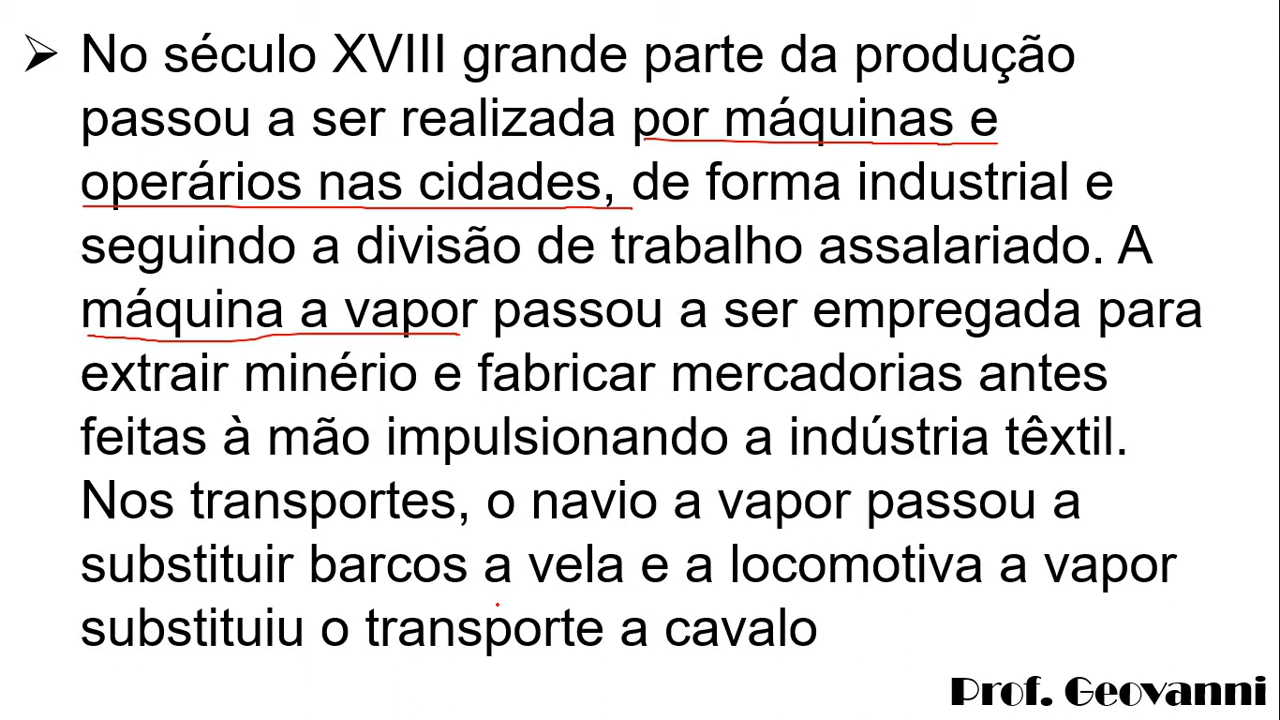 No século XVIII grande parte da produção
passou a ser realizada por máquinas e
operários nas cidades, de forma industrial e
seguindo a divisão de trabalho assalariado. A
máquina a vapor passou a ser empregada para
extrair minério e fabricar mercadorias antes
feitas à mão impulsionando a indústria têxtil.
Nos transportes, o navio a vapor passou a
substituir barcos a vela e a locomotiva a vapor
substituiu o transporte a cavalo
Prof. Geovanni